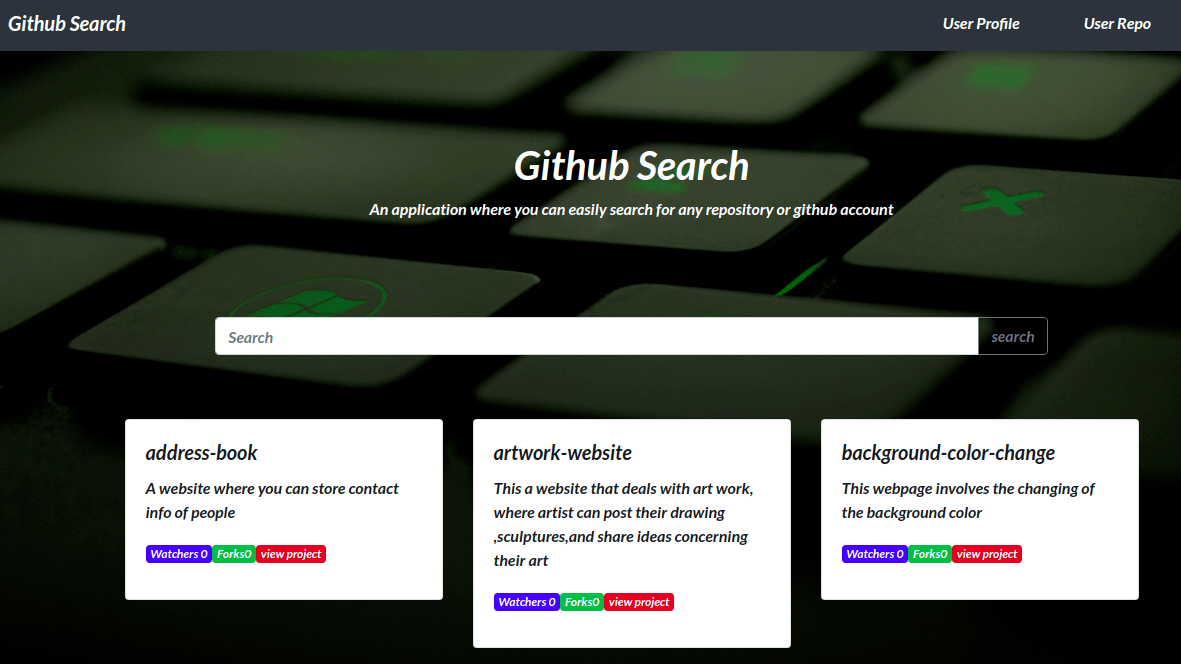 Github Search
User Profile
User Repo
Github Search
An application where you can easily search for any repository or github account
Search
search
address-book
A website where you can store contact
info of people
Watchers 0 Forks0 view project
artwork-website
This a website that deals with art work,
where artist can post their drawing
,sculptures,and share ideas concerning
their art
Watchers 0 Forks0 view project
background-color-change
This webpage involves the changing of
the background color
Watchers 0 Forks0 view project